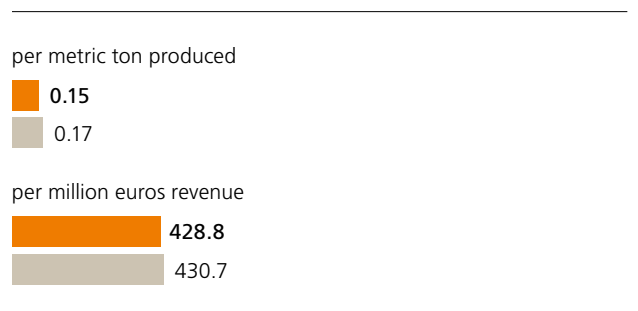 per metric ton produced
0.15
0.17
per million euros revenue
428.8
430.7